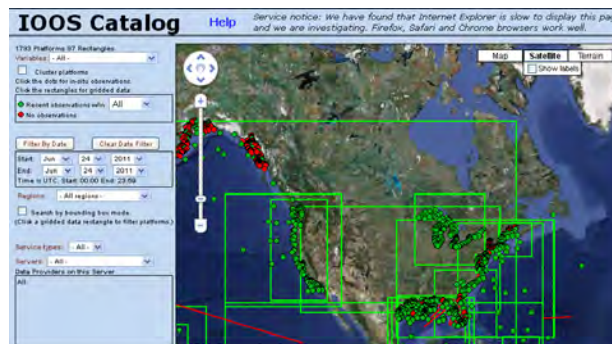 IOOS Catalog
Help
Service notice: We have found that Internet Explorer is slow to display this pa
and we are investigating. Firefox, Safari and Chrome browsers work well.
1793 Platforms 97 Rectangles
Variables: - All -
Cluster platforms
Click the dots for in-situ observations
Click the rectangles for gridded data
Recent observations w/in: All
No observations
Filter By Date
Clear Date Filter
Start: Jun 24 2011
End: Jun 24 2011
Time is UTC. Start 00:00 End: 23:59
Regions: - All regions -
Search by bounding box mode.
(Click a gridded data rectangle to filter platforms.)
Service types: - All -
Servers: - All -
Data Providers on this Server
All
Map
Satellite
Terrain
Show labels